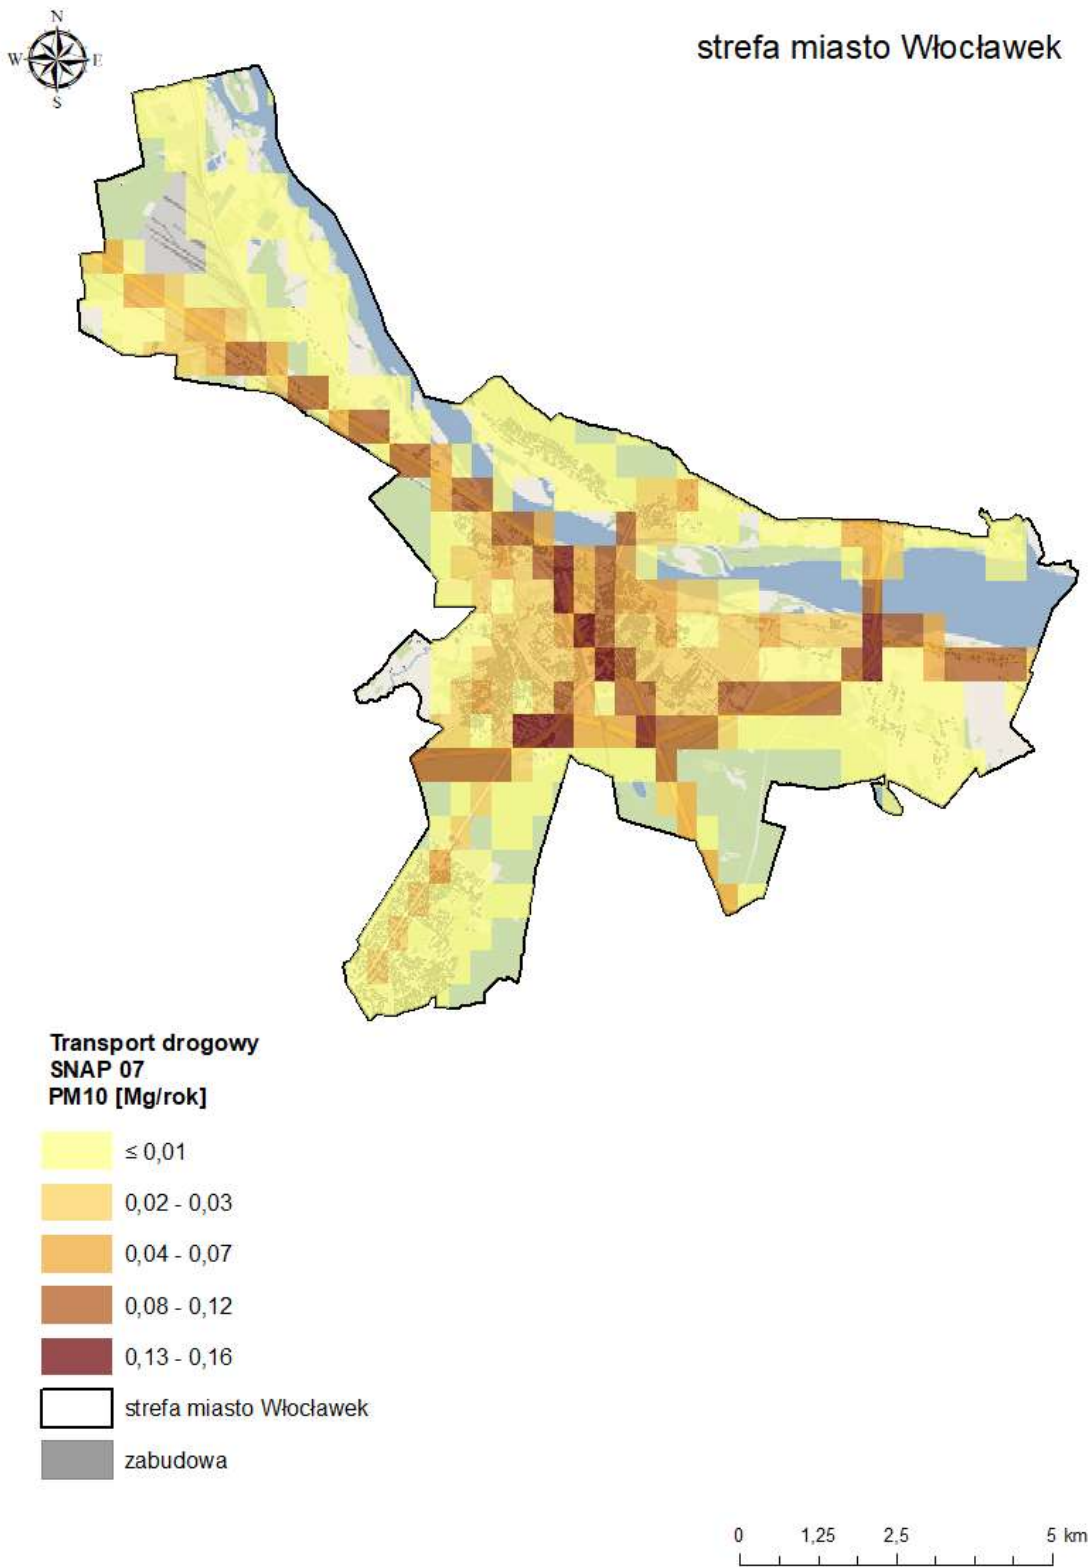 N
W E
S
strefa miasto Włocławek
Transport drogowy
SNAP 07
PM10 [Mg/rok]
≤ 0,01
0,02 - 0,03
0,04 - 0,07
0,08 - 0,12
0,13 - 0,16
strefa miasto Włocławek
zabudowa
0 1,25 2,5 5 km